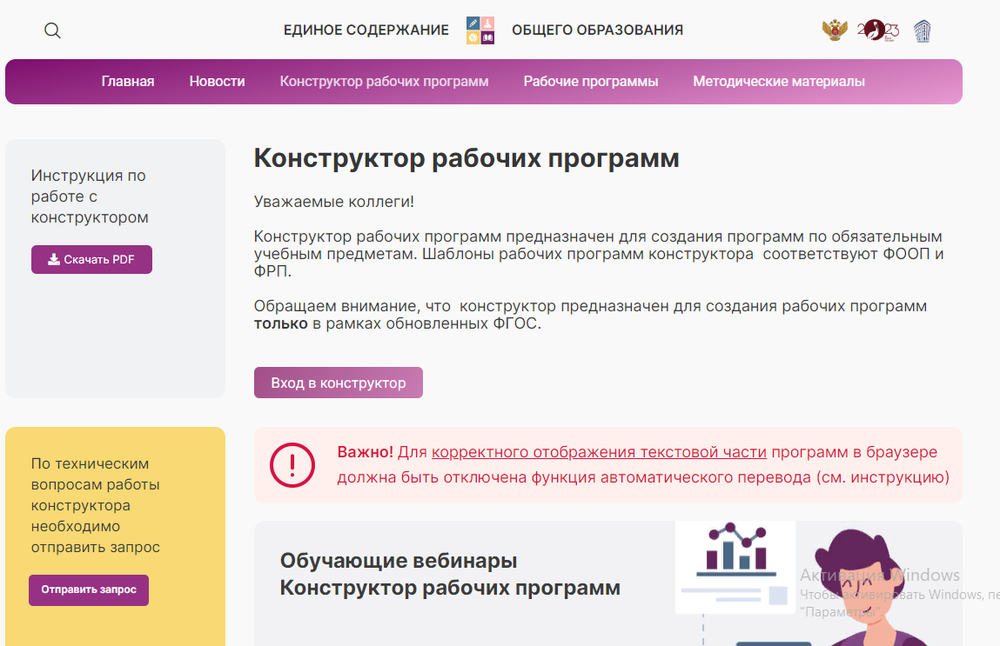 ЕДИНОЕ СОДЕРЖАНИЕ ОБЩЕГО ОБРАЗОВАНИЯ
2023
Главная Новости Конструктор рабочих программ Рабочие программы Методические материалы
Инструкция по
работе с
конструктором
Скачать PDF
Конструктор рабочих программ
Уважаемые коллеги!
Конструктор рабочих программ предназначен для создания программ по обязательным
учебным предметам. Шаблоны рабочих программ конструктора соответствуют ФООП и
ФРП.
Обращаем внимание, что конструктор предназначен для создания рабочих программ
только в рамках обновленных ФГОС.
Вход в конструктор
По техническим
вопросам работы
конструктора
необходимо
отправить запрос
Отправить запрос
Важно! Для корректного отображения текстовой части программ в браузере
должна быть отключена функция автоматического перевода (см. инструкцию)
Обучающие вебинары
Конструктор рабочих программ
Активация Windows
Чтобы активировать Windows, пе
"Параметры".